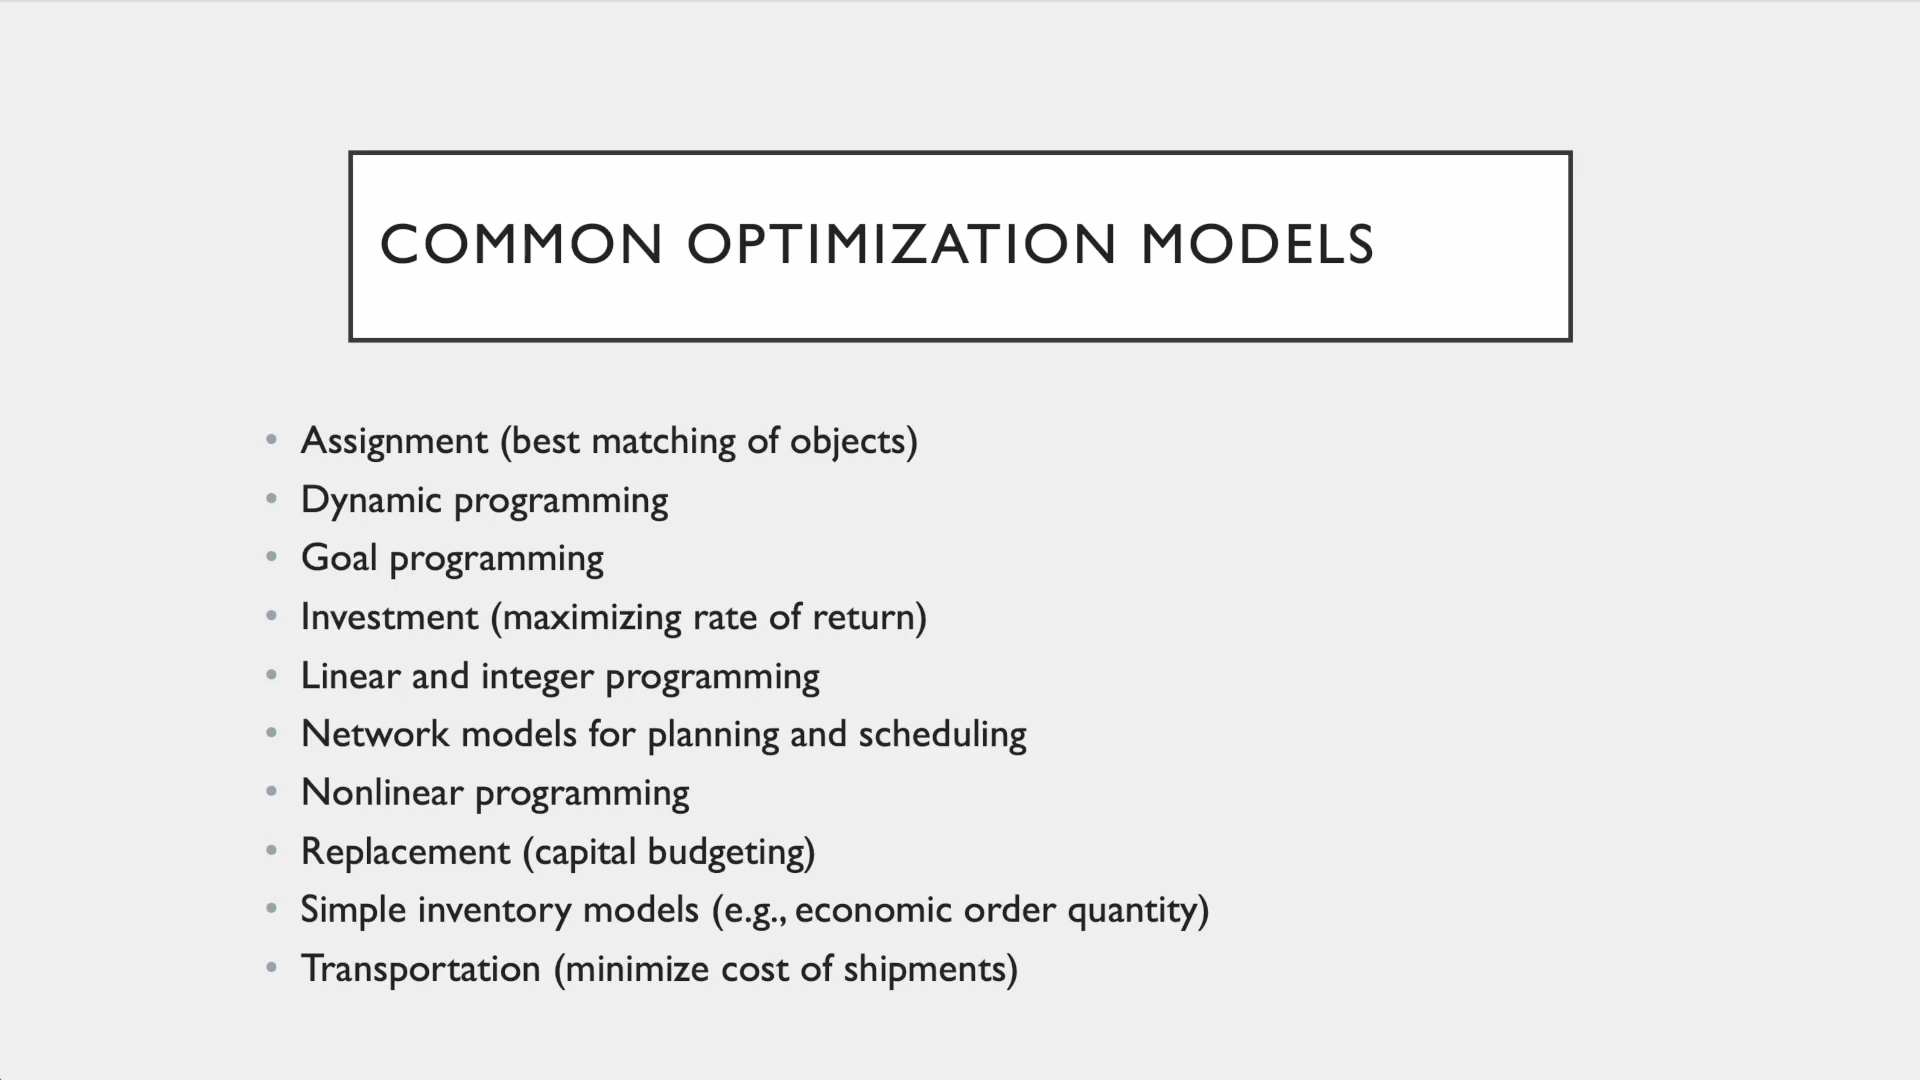 COMMON OPTIMIZATION MODELS
• Assignment (best matching of objects)
• Dynamic programming
• Goal programming
• Investment (maximizing rate of return)
• Linear and integer programming
• Network models for planning and scheduling
• Nonlinear programming
• Replacement (capital budgeting)
• Simple inventory models (e.g., economic order quantity)
• Transportation (minimize cost of shipments)